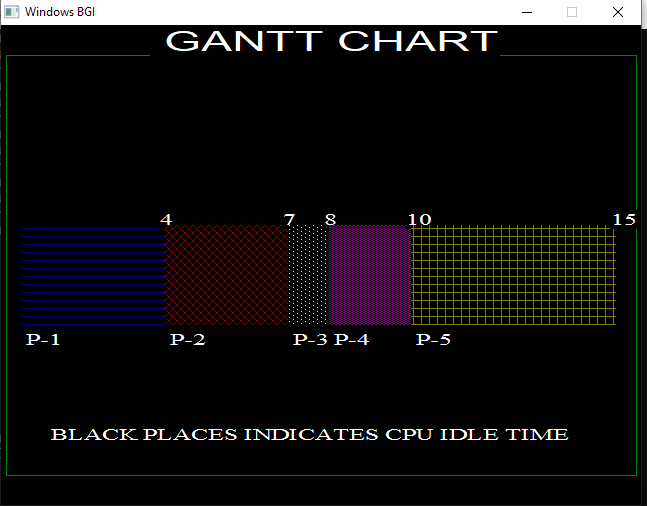 Windows BGI
GANTT CHART
4 7 8 10 15
P-1 P-2 P-3 P-4 P-5
BLACK PLACES INDICATES CPU IDLE TIME